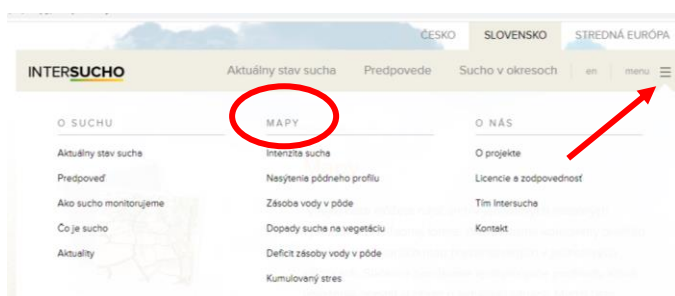 ČESKO SLOVENSKO STREDNÁ EURÓPA
INTERSUCHO Aktuálny stav sucha Predpovede Sucho v okresoch en menu
O SUCHU
Aktuálny stav sucha
Predpoveď
Ako sucho monitorujeme
Čo je sucho
Aktuality
MAPY
Intenzita sucha
Nasýtenia pôdneho profilu
Zásoba vody v pôde
Dopady sucha na vegetáciu
Deficit zásoby vody v pôde
Kumulovaný stres
O NÁS
O projekte
Licencie a zodpovednosť
Tím Intersucha
Kontakt